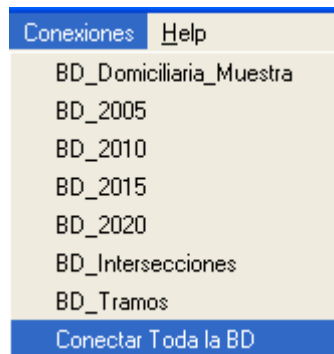 Conexiones Help
BD_Domiciliaria_Muestra
BD_2005
BD_2010
BD_2015
BD_2020
BD_Intersecciones
BD_Tramos
Conectar Toda la BD